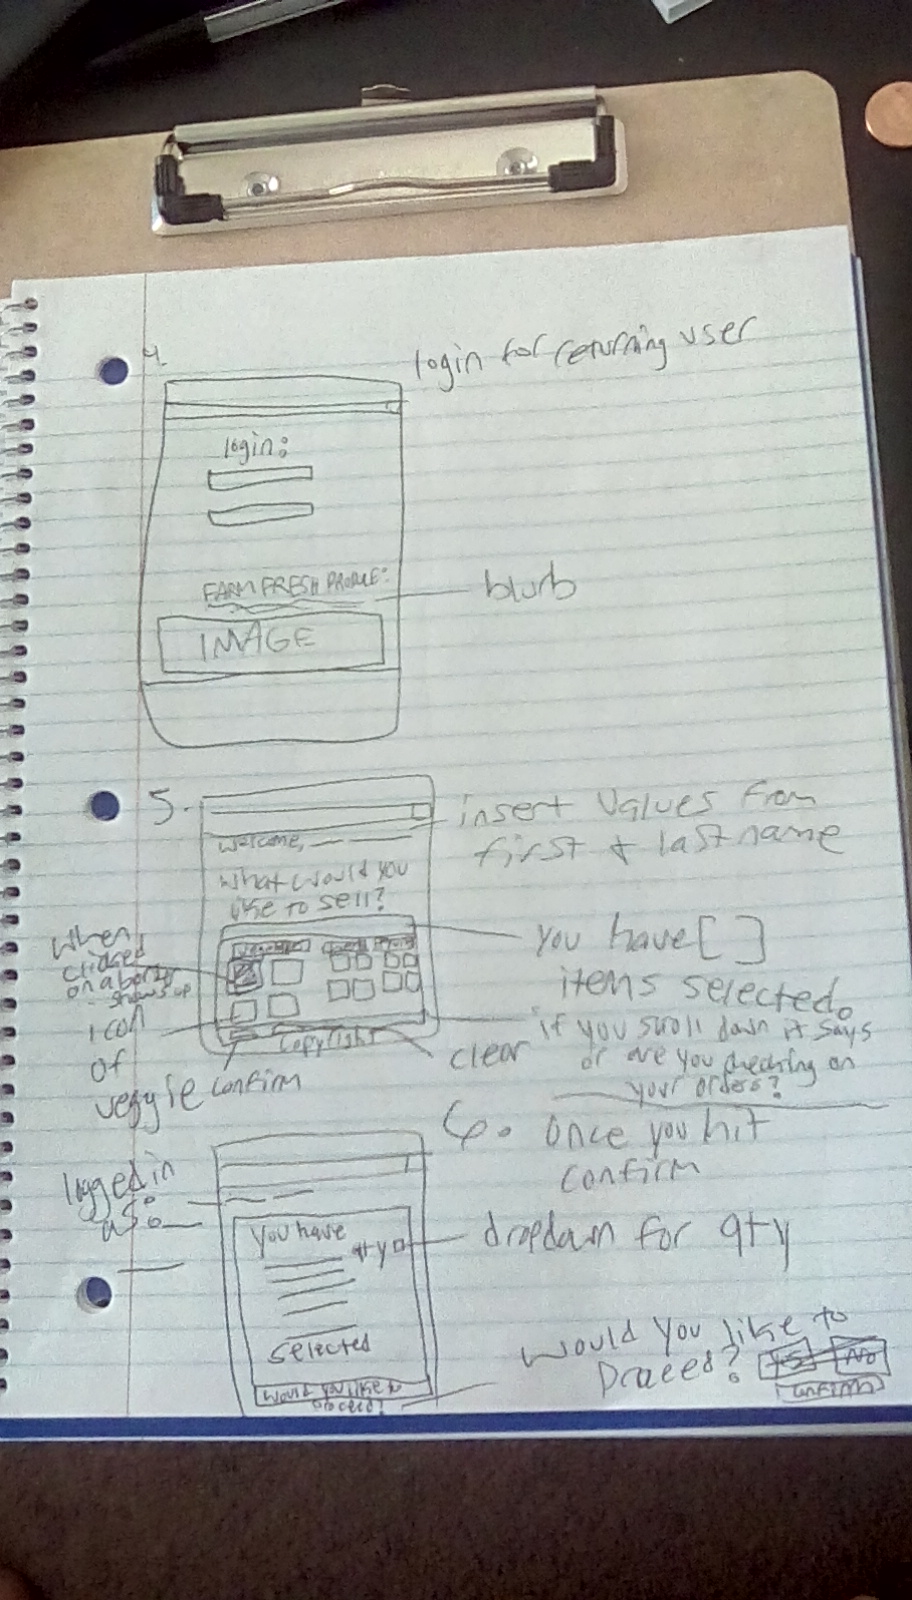 4.
login for returning user
login:
FARM FRESH PRODUCE:
blurb
IMAGE
5.
insert values from
first & last name
Welcome,
What would you
like to sell?
You have [ ]
items selected.
when
clicked
on a box
shows up
icon
of
veggie
if you scroll down it says
or are you checking on
your orders?
copyright
clear
confirm
6. Once you hit
confirm
logged in
as:
You have
qty
dropdown for qty
selected
Would you like to
proceed?
Would you like to
proceed?
No
confirm